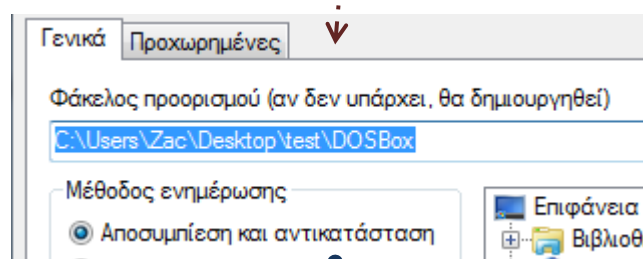 Γενικά Προχωρημένες
Φάκελος προορισμού (αν δεν υπάρχει, θα δημιουργηθεί)
C:\Users\Zac\Desktop\test\DOSBox
Μέθοδος ενημέρωσης
Επιφάνεια
Αποσυμπίεση και αντικατάσταση